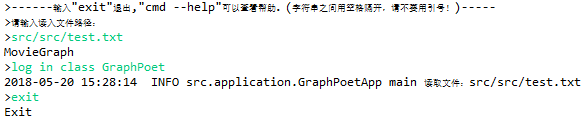 >------输入"exit"退出,"cmd --help"可以查看帮助. (字符串之间用空格隔开，请不要用引号！)-----
>请输入读入文件路径:
>src/src/test.txt
MovieGraph
>log in class GraphPoet
2018-05-20 15:28:14  INFO src.application.GraphPoetApp main 读取文件：src/src/test.txt
>exit
Exit